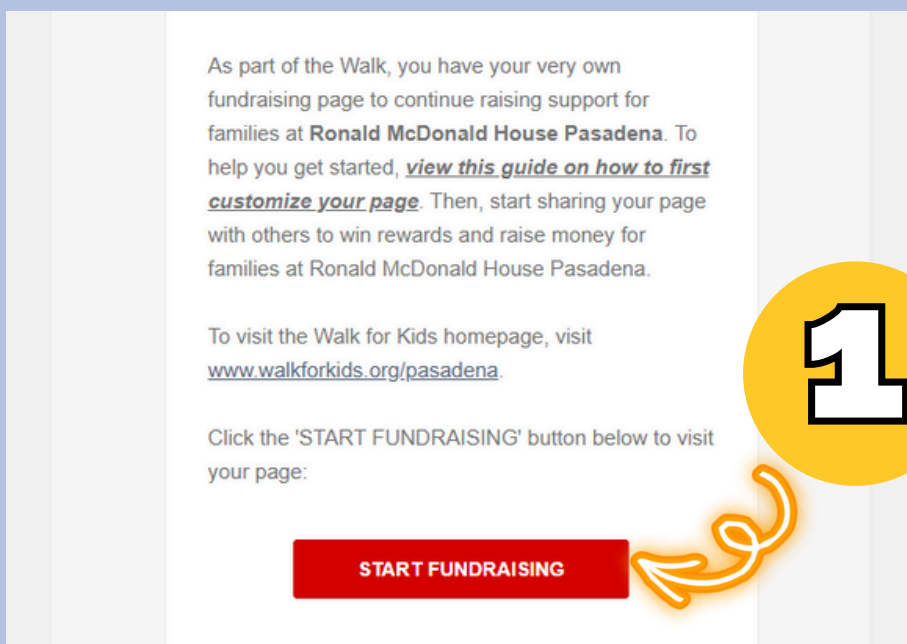 As part of the Walk, you have your very own
fundraising page to continue raising support for
families at Ronald McDonald House Pasadena. To
help you get started, view this guide on how to first
customize your page. Then, start sharing your page
with others to win rewards and raise money for
families at Ronald McDonald House Pasadena.
To visit the Walk for Kids homepage, visit
www.walkforkids.org/pasadena.
1
Click the 'START FUNDRAISING' button below to visit
your page:
START FUNDRAISING